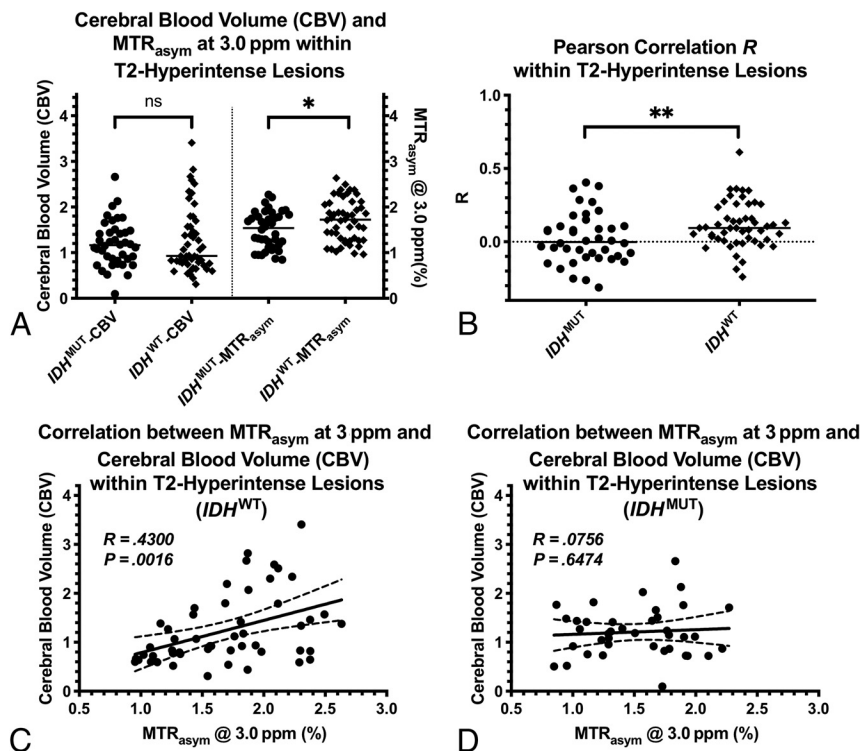 Cerebral Blood Volume (CBV) and
MTRasym at 3.0 ppm within
T2-Hyperintense Lesions
Cerebral Blood Volume (CBV)
4
3
2
1
0
ns
*
4
3
2
1
0
MTRasym @ 3.0 ppm(%)
IDHMUT-CBV
IDHWT-CBV
IDHMUT-MTRasym
IDHWT-MTRasym
A
Pearson Correlation R
within T2-Hyperintense Lesions
R
1.0
0.5
0.0
**
IDHMUT
IDHWT
B
Correlation between MTRasym at 3 ppm and
Cerebral Blood Volume (CBV)
within T2-Hyperintense Lesions
(IDHWT)
Cerebral Blood Volume (CBV)
4
3
2
1
0
R = .4300
P = .0016
0.5
1.0
1.5
2.0
2.5
3.0
MTRasym @ 3.0 ppm (%)
C
Correlation between MTRasym at 3 ppm and
Cerebral Blood Volume (CBV)
within T2-Hyperintense Lesions
(IDHMUT)
Cerebral Blood Volume (CBV)
4
3
2
1
0
R = .0756
P = .6474
0.5
1.0
1.5
2.0
2.5
3.0
MTRasym @ 3.0 ppm (%)
D